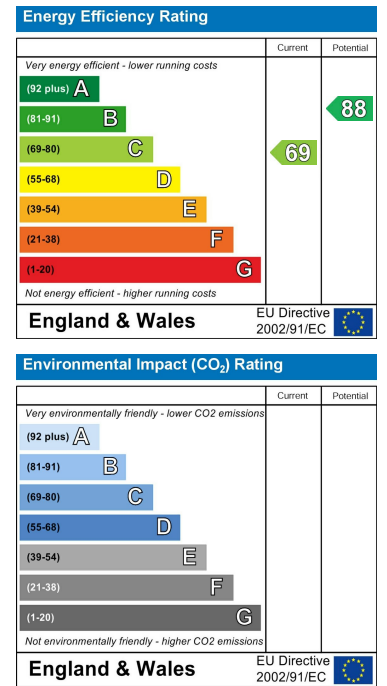 Energy Efficiency Rating
Current Potential
Very energy efficient - lower running costs
(92 plus) A
(81-91) B
(69-80) C
(55-68) D
(39-54) E
(21-38) F
(1-20) G
88
69
Not energy efficient - higher running costs
England & Wales
EU Directive
2002/91/EC
Environmental Impact (CO₂) Rating
Current Potential
Very environmentally friendly - lower CO2 emissions
(92 plus) A
(81-91) B
(69-80) C
(55-68) D
(39-54) E
(21-38) F
(1-20) G
Not environmentally friendly - higher CO2 emissions
England & Wales
EU Directive
2002/91/EC